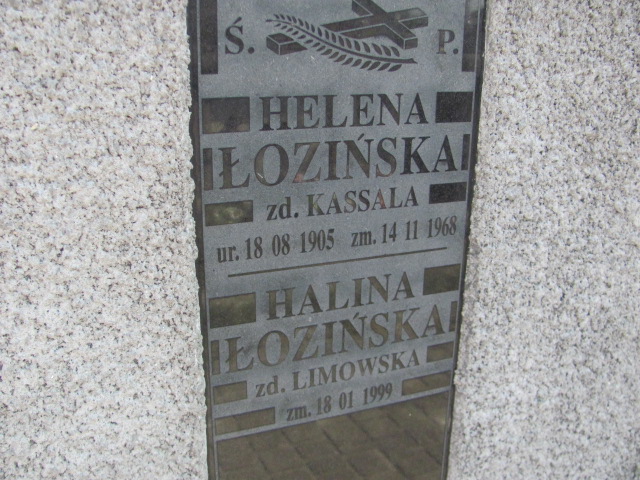 Ś. P.
HELENA
ŁOZIŃSKA
zd. KASSALA
ur. 18 08 1905 zm. 14 11 1968
HALINA
ŁOZIŃSKA
zd. LIMOWSKA
zm. 18 01 1999